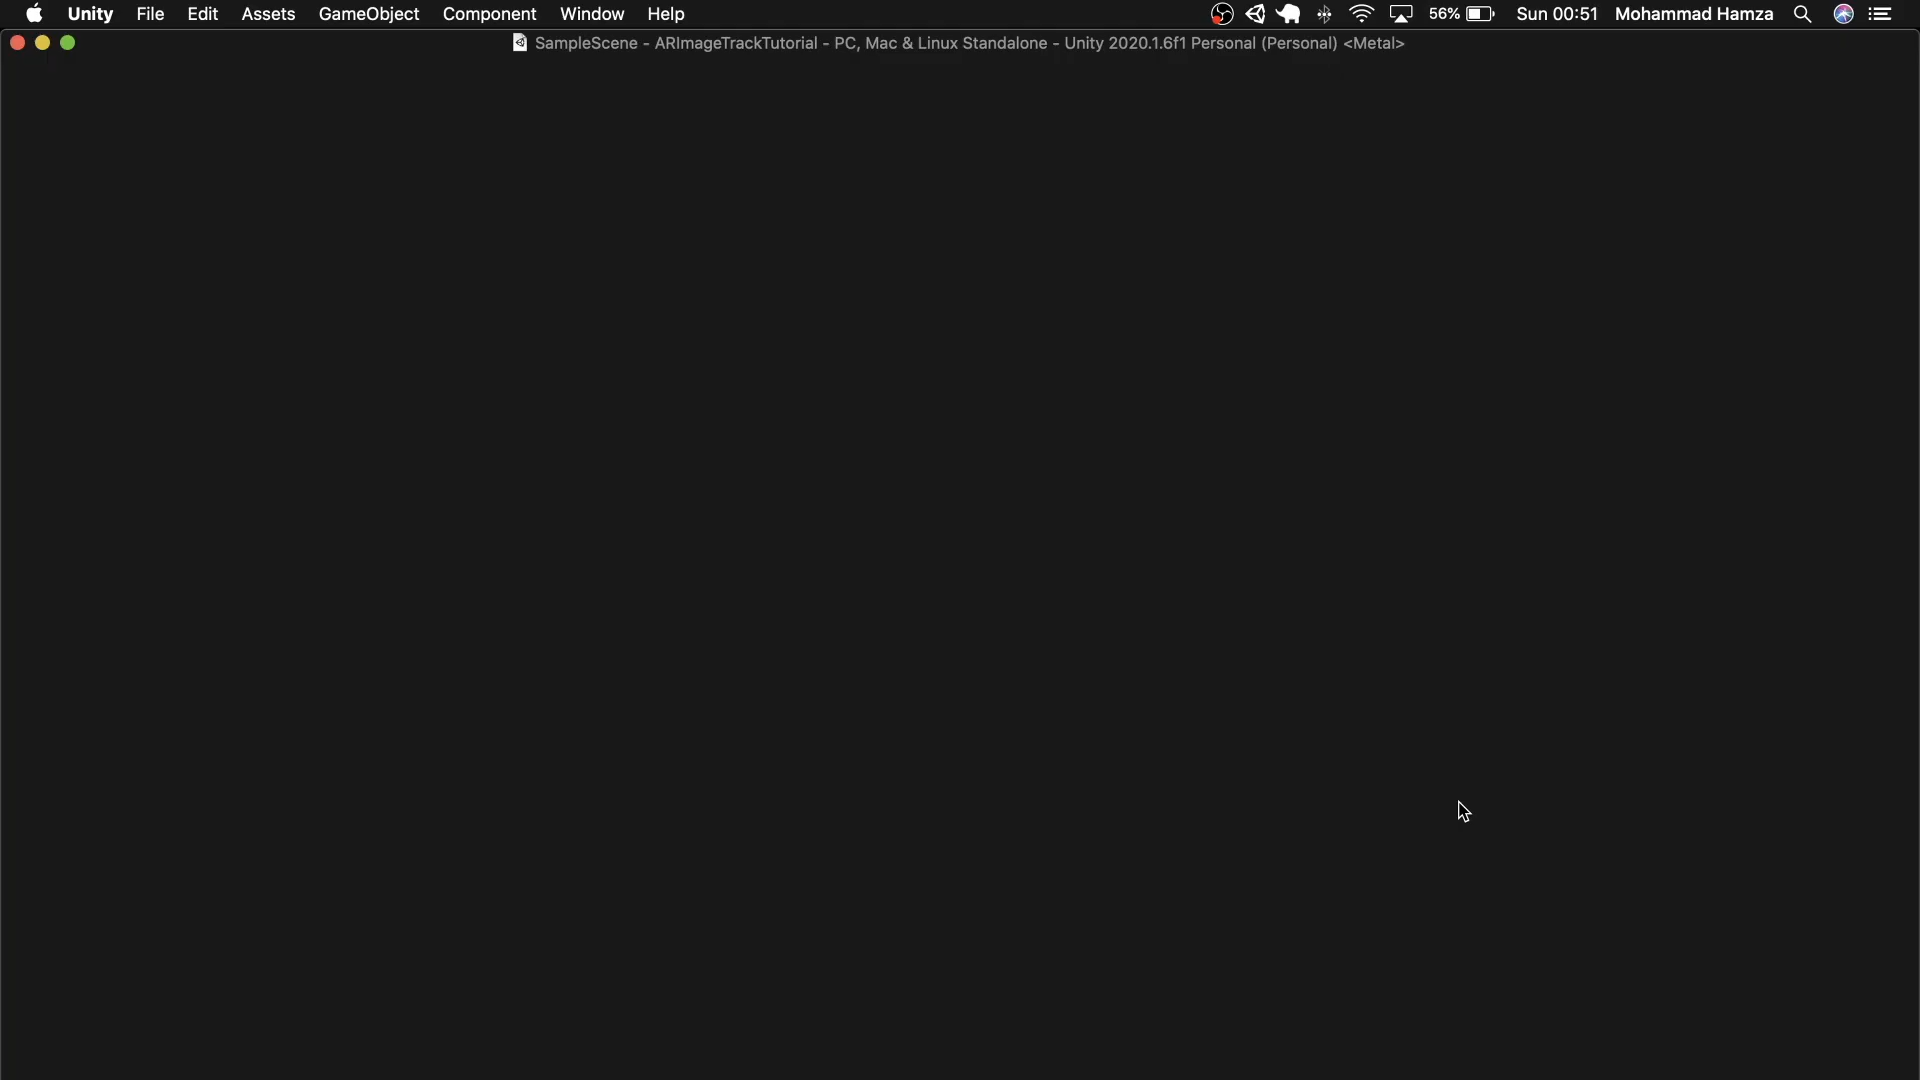 Unity File Edit Assets GameObject Component Window Help 56% Sun 00:51 Mohammad Hamza
SampleScene - ARImageTrackTutorial - PC, Mac & Linux Standalone - Unity 2020.1.6f1 Personal (Personal) <Metal>